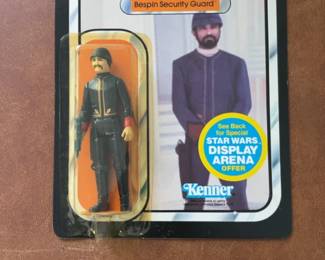 Bespin Security Guard
See Back
for Special
STAR WARS
DISPLAY
ARENA
OFFER
Kenner